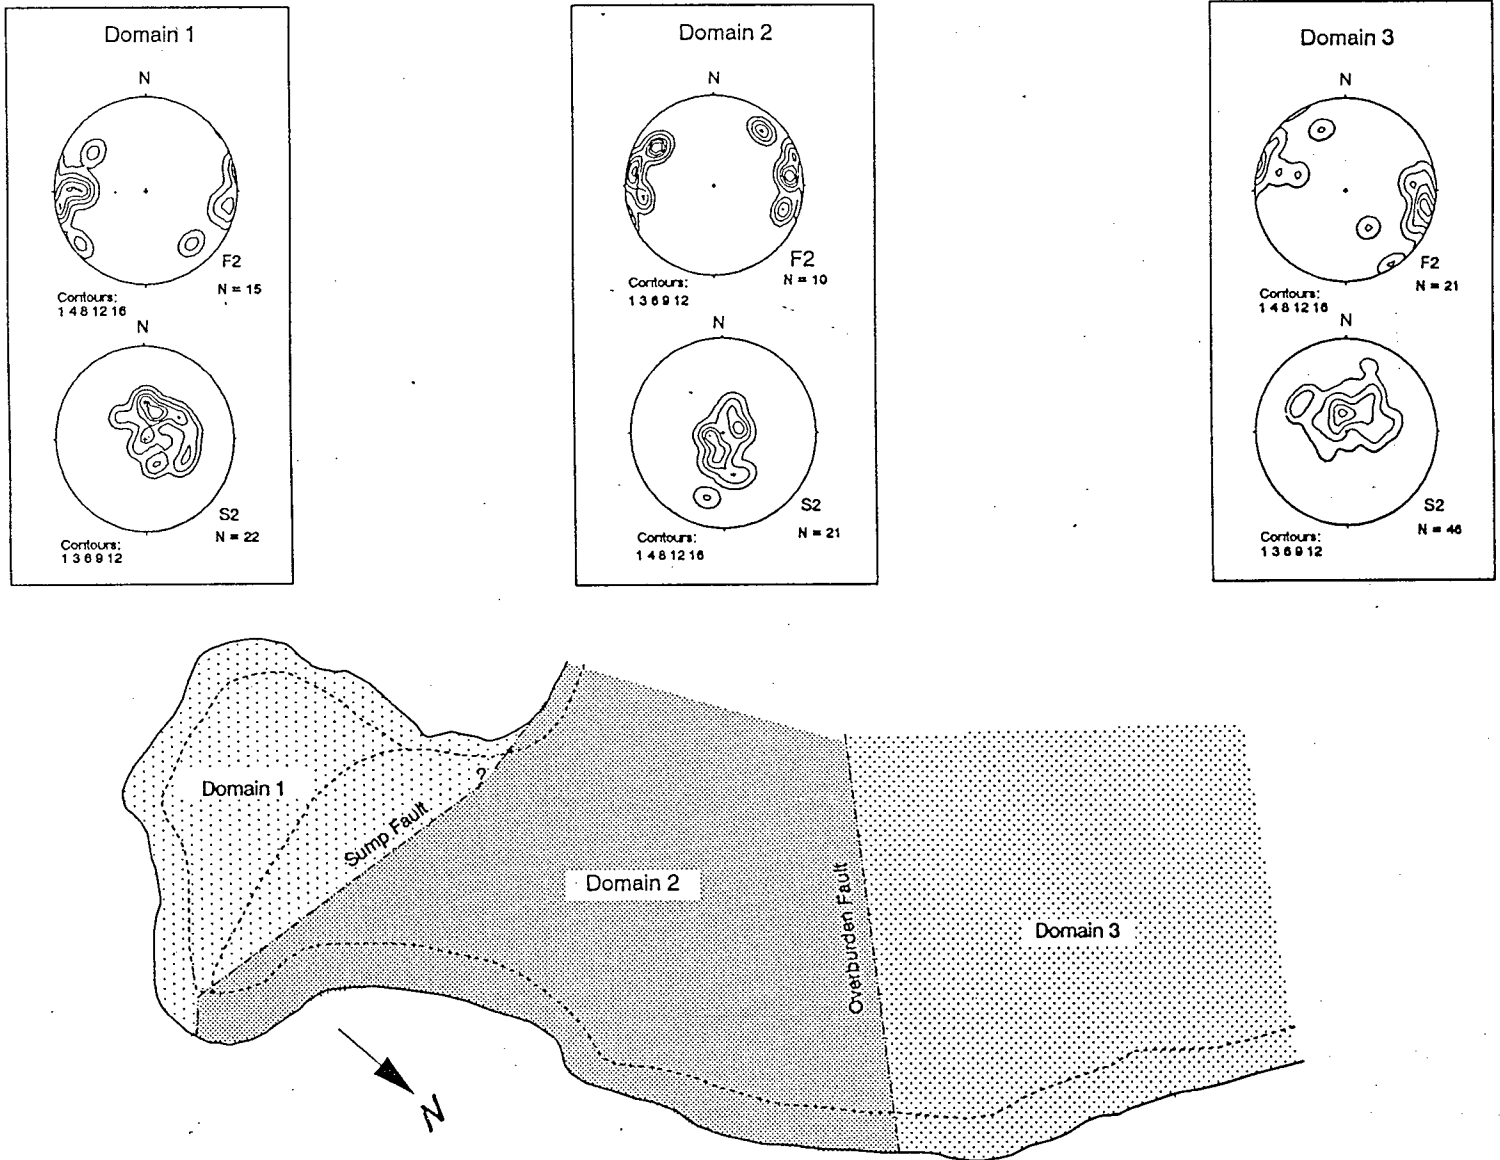 Domain 1
N
F2
N = 15
Contours:
1 4 8 12 16
N
S2
N = 22
Contours:
1 3 6 9 12
Domain 2
N
F2
N = 10
Contours:
1 3 6 9 12
N
S2
N = 21
Contours:
1 4 8 12 16
Domain 3
N
F2
N = 21
Contours:
1 4 8 12 16
N
S2
N = 46
Contours:
1 3 6 9 12
Domain 1
?
Sump Fault
Domain 2
Overburden Fault
Domain 3
N